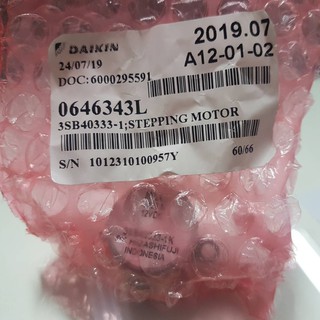 DAIKIN
2019.07
24/07/19
A12-01-02
DOC:6000295591
0646343L
3SB40333-1;STEPPING MOTOR
S/N 1012310100957Y
60/66
12VDC
INDONESIA